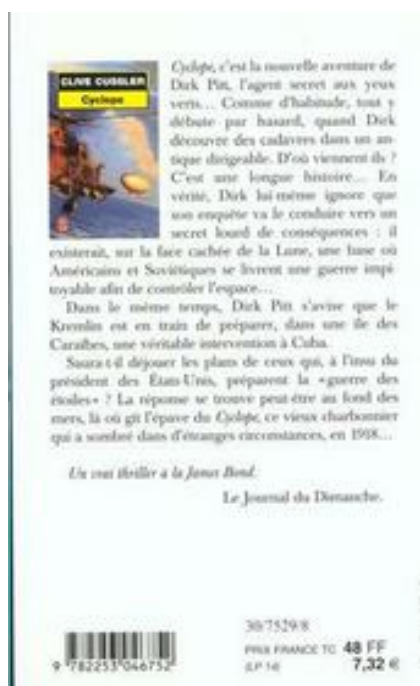 CLIVE CUSSLER
Cyclope
Cyclope, c'est la nouvelle aventure de
Dirk Pitt, l'agent secret aux yeux
verts... Comme d'habitude, tout y
débute par hasard, quand Dirk
découvre des cadavres dans un an-
tique dirigeable. D'où viennent-ils ?
C'est une longue histoire... En
vérité, Dirk lui-même ignore que
son enquête va le conduire vers un
secret lourd de conséquences : il
existerait, sur la face cachée de la Lune, une base où
Américains et Soviétiques se livrent une guerre impi-
toyable afin de contrôler l'espace...
Dans le même temps, Dirk Pitt s'avise que le
Kremlin est en train de préparer, dans une île des
Caraïbes, une véritable intervention à Cuba.
Saura-t-il déjouer les plans de ceux qui, à l'insu du
président des États-Unis, préparent la «guerre des
étoiles» ? La réponse se trouve peut-être au fond des
mers, là où gît l'épave du Cyclope, ce vieux charbonnier
qui a sombré dans d'étranges circonstances, en 1918...
Un vrai thriller à la James Bond.
Le Journal du Dimanche.
30/7529/8
PRIX FRANCE TC 48 FF
(LP 14) 7,32 €
9 782253 046752